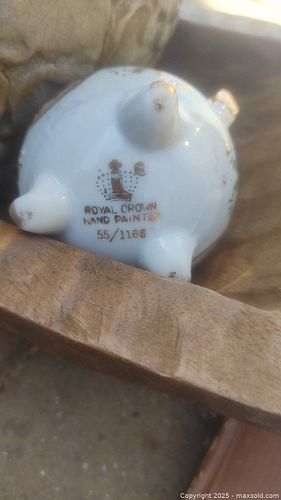 ROYAL CROWN
HAND PAINTED
55/1166
Copyright © 2025 - maxsold.com